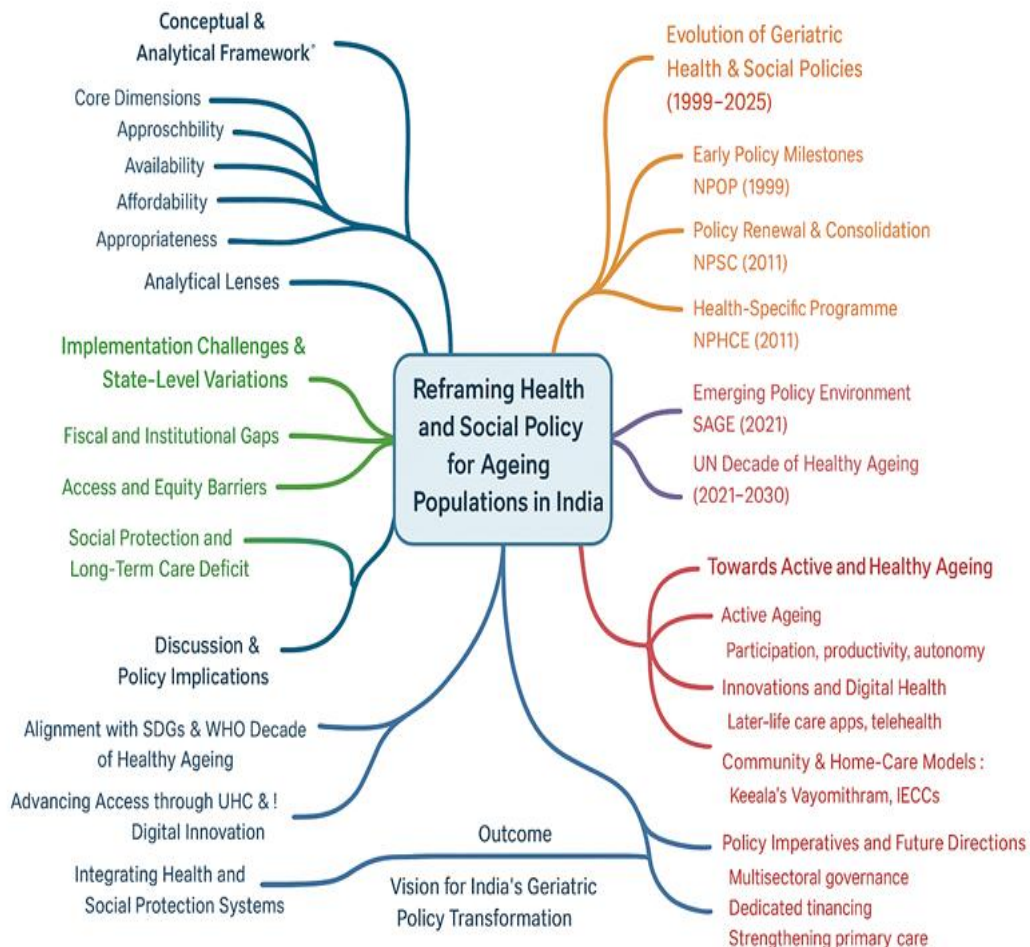 Conceptual &
Analytical Framework*
Core Dimensions
Approschbility
Availability
Affordability
Appropriateness
Analytical Lenses
Implementation Challenges &
State-Level Variations
Fiscal and Institutional Gaps
Access and Equity Barriers
Social Protection and
Long-Term Care Deficit
Discussion &
Policy Implications
Alignment with SDGs & WHO Decade
of Healthy Ageing
Advancing Access through UHC & !
Digital Innovation
Integrating Health and
Social Protection Systems
Reframing Health
and Social Policy
for Ageing
Populations in India
Outcome
Vision for India's Geriatric
Policy Transformation
Evolution of Geriatric
Health & Social Policies
(1999–2025)
Early Policy Milestones
NPOP (1999)
Policy Renewal & Consolidation
NPSC (2011)
Health-Specific Programme
NPHCE (2011)
Emerging Policy Environment
SAGE (2021)
UN Decade of Healthy Ageing
(2021–2030)
Towards Active and Healthy Ageing
Active Ageing
Participation, productivity, autonomy
Innovations and Digital Health
Later-life care apps, telehealth
Community & Home-Care Models :
Keeala's Vayomithram, IECCs
Policy Imperatives and Future Directions
Multisectoral governance
Dedicated financing
Strengthening primary care